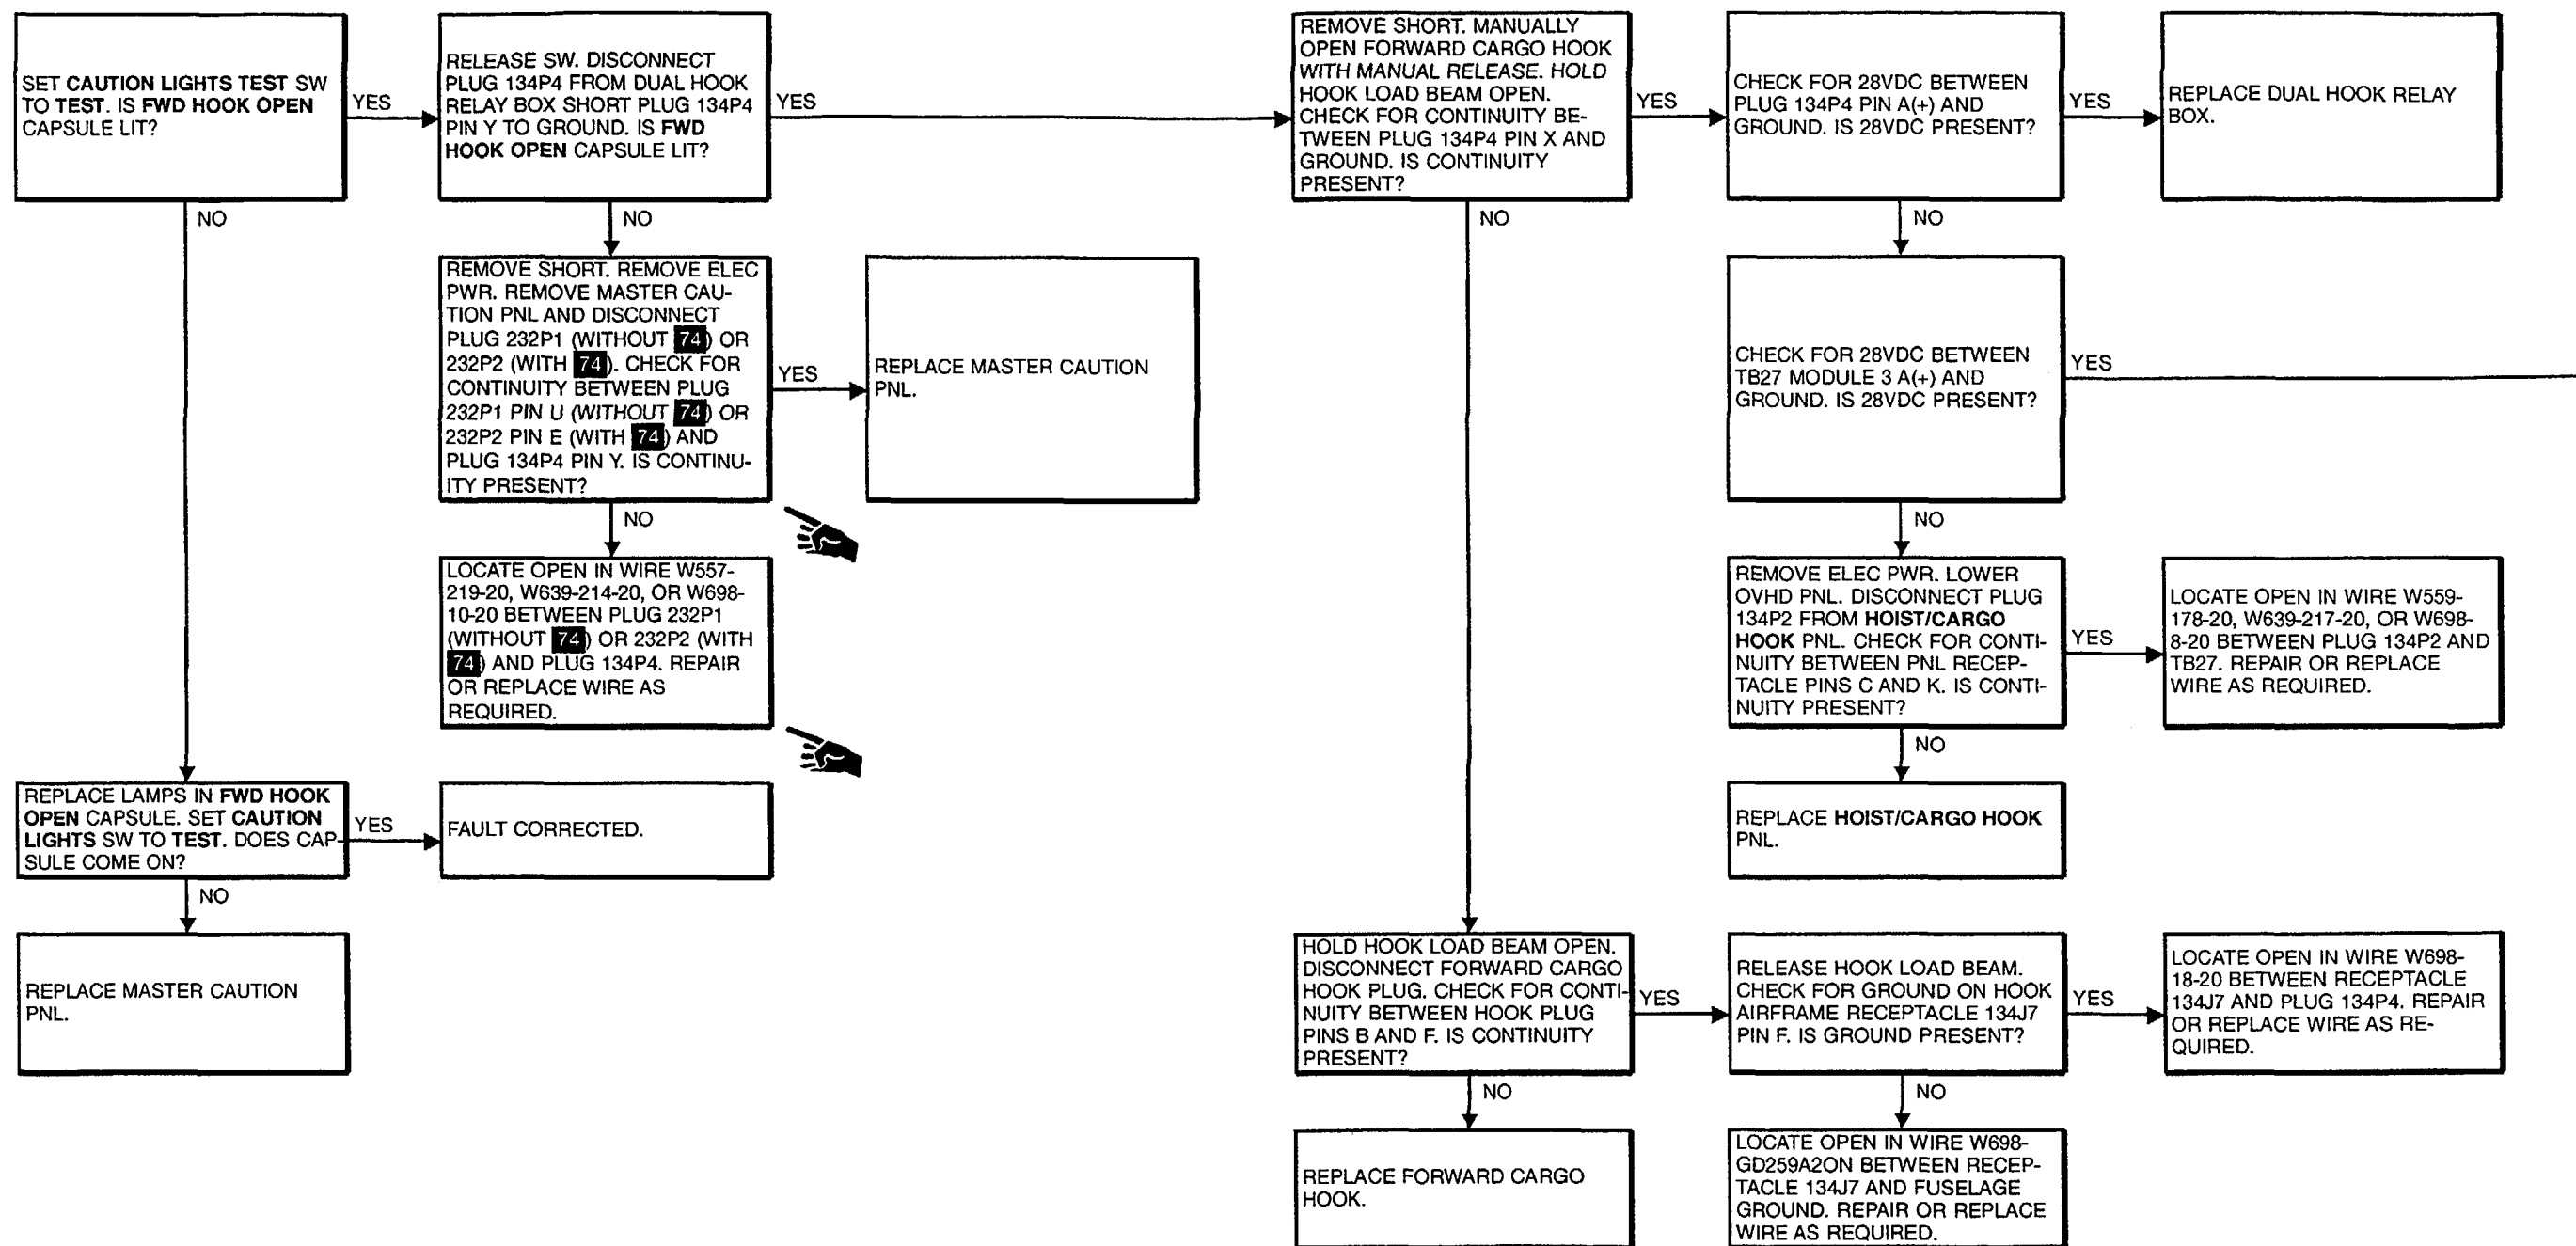 SET CAUTION LIGHTS TEST SW
TO TEST. IS FWD HOOK OPEN
CAPSULE LIT?
YES
NO
RELEASE SW. DISCONNECT
PLUG 134P4 FROM DUAL HOOK
RELAY BOX SHORT PLUG 134P4
PIN Y TO GROUND. IS FWD
HOOK OPEN CAPSULE LIT?
YES
NO
REMOVE SHORT. MANUALLY
OPEN FORWARD CARGO HOOK
WITH MANUAL RELEASE. HOLD
HOOK LOAD BEAM OPEN.
CHECK FOR CONTINUITY BE-
TWEEN PLUG 134P4 PIN X AND
GROUND. IS CONTINUITY
PRESENT?
YES
NO
CHECK FOR 28VDC BETWEEN
PLUG 134P4 PIN A(+) AND
GROUND. IS 28VDC PRESENT?
YES
NO
REPLACE DUAL HOOK RELAY
BOX.
REMOVE SHORT. REMOVE ELEC
PWR. REMOVE MASTER CAU-
TION PNL AND DISCONNECT
PLUG 232P1 (WITHOUT 74) OR
232P2 (WITH 74). CHECK FOR
CONTINUITY BETWEEN PLUG
232P1 PIN U (WITHOUT 74) OR
232P2 PIN E (WITH 74) AND
PLUG 134P4 PIN Y. IS CONTINU-
ITY PRESENT?
YES
NO
REPLACE MASTER CAUTION
PNL.
CHECK FOR 28VDC BETWEEN
TB27 MODULE 3 A(+) AND
GROUND. IS 28VDC PRESENT?
YES
NO
LOCATE OPEN IN WIRE W557-
219-20, W639-214-20, OR W698-
10-20 BETWEEN PLUG 232P1
(WITHOUT 74) OR 232P2 (WITH
74) AND PLUG 134P4. REPAIR
OR REPLACE WIRE AS
REQUIRED.
REMOVE ELEC PWR. LOWER
OVHD PNL. DISCONNECT PLUG
134P2 FROM HOIST/CARGO
HOOK PNL. CHECK FOR CONTI-
NUITY BETWEEN PNL RECEP-
TACLE PINS C AND K. IS CONTI-
NUITY PRESENT?
YES
NO
LOCATE OPEN IN WIRE W559-
178-20, W639-217-20, OR W698-
8-20 BETWEEN PLUG 134P2 AND
TB27. REPAIR OR REPLACE
WIRE AS REQUIRED.
REPLACE LAMPS IN FWD HOOK
OPEN CAPSULE. SET CAUTION
LIGHTS SW TO TEST. DOES CAP-
SULE COME ON?
YES
NO
FAULT CORRECTED.
REPLACE HOIST/CARGO HOOK
PNL.
REPLACE MASTER CAUTION
PNL.
HOLD HOOK LOAD BEAM OPEN.
DISCONNECT FORWARD CARGO
HOOK PLUG. CHECK FOR CONTI-
NUITY BETWEEN HOOK PLUG
PINS B AND F. IS CONTINUITY
PRESENT?
YES
NO
RELEASE HOOK LOAD BEAM.
CHECK FOR GROUND ON HOOK
AIRFRAME RECEPTACLE 134J7
PIN F. IS GROUND PRESENT?
YES
NO
LOCATE OPEN IN WIRE W698-
18-20 BETWEEN RECEPTACLE
134J7 AND PLUG 134P4. REPAIR
OR REPLACE WIRE AS RE-
QUIRED.
REPLACE FORWARD CARGO
HOOK.
LOCATE OPEN IN WIRE W698-
GD259A2ON BETWEEN RECEP-
TACLE 134J7 AND FUSELAGE
GROUND. REPAIR OR REPLACE
WIRE AS REQUIRED.